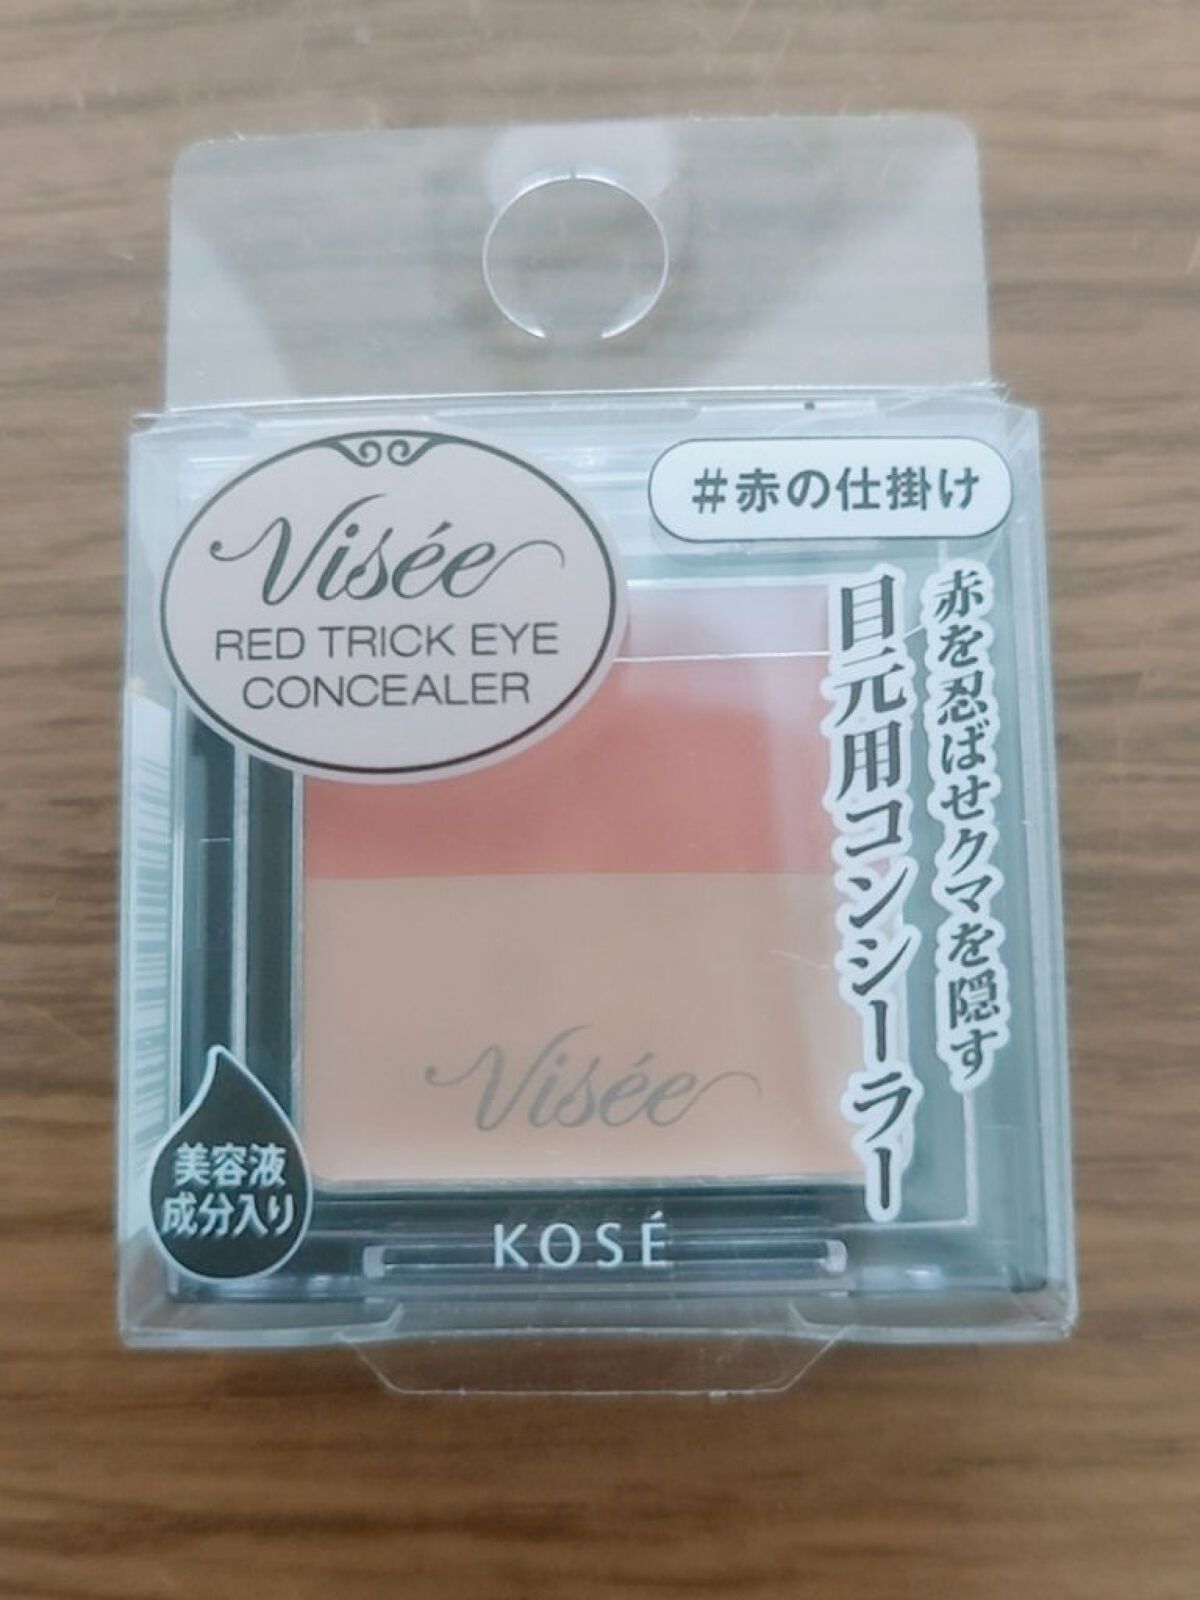 Visée
RED TRICK EYE
CONCEALER
#赤の仕掛け
赤を忍ばせクマを隠す
目元用コンシーラー
Visée
美容液
成分入り
KOSÉ